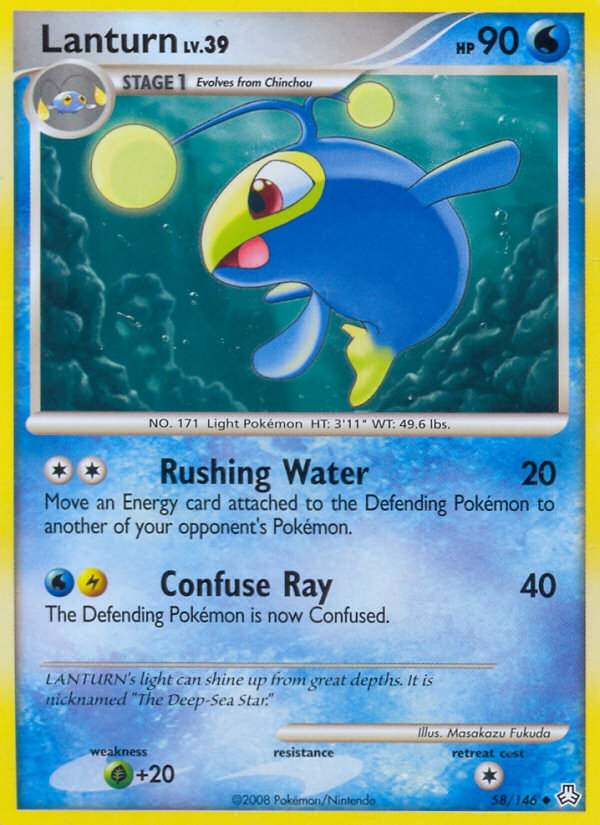 Lanturn LV.39
HP 90
STAGE 1 Evolves from Chinchou
NO. 171 Light Pokémon HT: 3'11" WT: 49.6 lbs.
Rushing Water 20
Move an Energy card attached to the Defending Pokémon to
another of your opponent's Pokémon.
Confuse Ray 40
The Defending Pokémon is now Confused.
LANTURN's light can shine up from great depths. It is
nicknamed "The Deep-Sea Star."
Illus. Masakazu Fukuda
weakness resistance retreat cost
+20
58/146
©2008 Pokémon/Nintendo